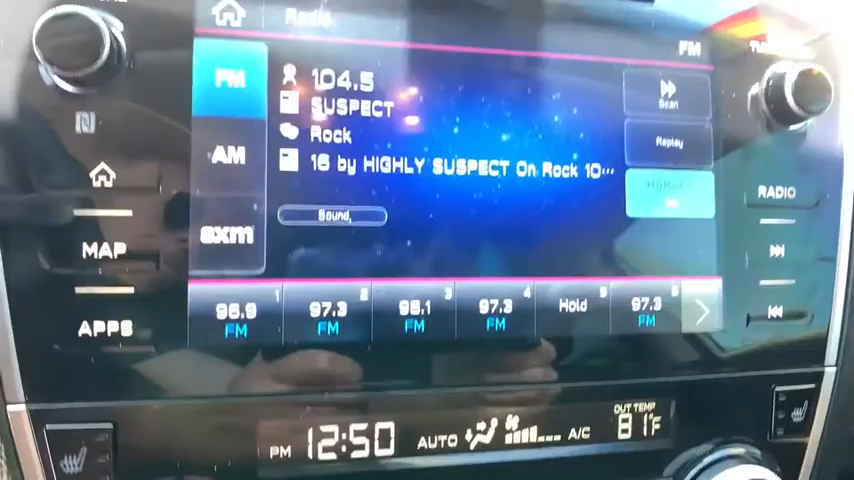 Radio
FM
FM
104.5
SUSPECT
Rock
16 by HIGHLY SUSPECT On Rock 10...
Scan
Replay
AM
sxm
Sound
MAP
APPS
RADIO
1
96.9
FM
2
97.3
FM
3
98.1
FM
4
97.3
FM
5
Hold
6
97.3
FM
PM 12:50
AUTO
A/C
OUT TEMP
81°F